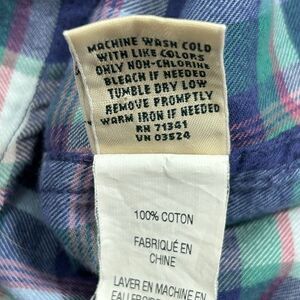 MACHINE WASH COLD
WITH LIKE COLORS
ONLY NON-CHLORINE
BLEACH IF NEEDED
TUMBLE DRY LOW
REMOVE PROMPTLY
WARM IRON IF NEEDED
RN 71341
VN 03524
100% COTON
FABRIQUÉ EN
CHINE
LAVER EN MACHINE EN